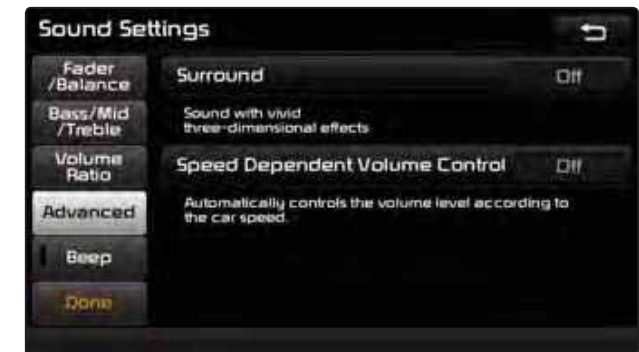 Sound Settings
Fader
/Balance
Surround
Off
Bass/Mid
/Treble
Sound with vivid
three-dimensional effects
Volume
Ratio
Speed Dependent Volume Control
Off
Advanced
Automatically controls the volume level according to
the car speed.
Beep
Done